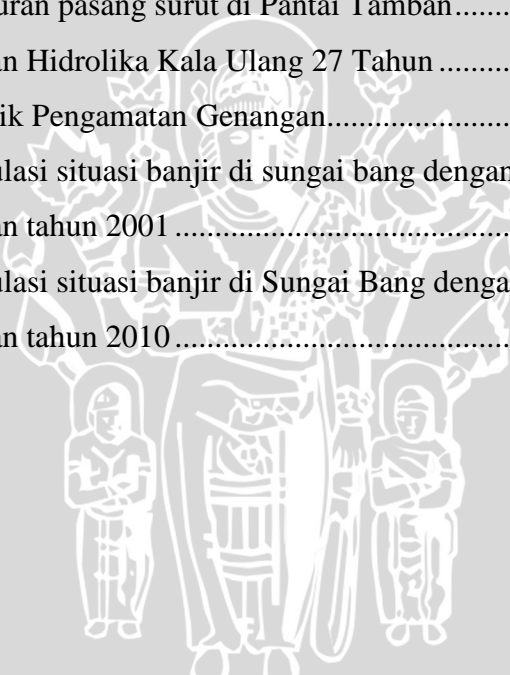 uran pasang surut di Pantai Tamban.......
an Hidrolika Kala Ulang 27 Tahun .........
ik Pengamatan Genangan.......................
ulasi situasi banjir di sungai bang dengan
an tahun 2001 ..........................................
ulasi situasi banjir di Sungai Bang denga
an tahun 2010 ..........................................